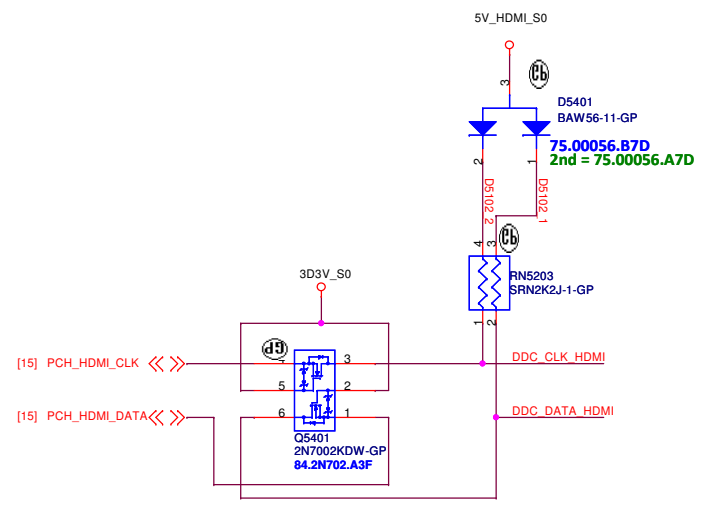 5V_HDMI_S0
3
D5401
BAW56-11-GP
75.00056.B7D
2nd = 75.00056.A7D
2
1
D5102_2
D5102_1
4
3
RN5203
SRN2K2J-1-GP
3D3V_S0
1
2
GP
[15] PCH_HDMI_CLK
3
DDC_CLK_HDMI
5
2
[15] PCH_HDMI_DATA
6
1
DDC_DATA_HDMI
Q5401
2N7002KDW-GP
84.2N702.A3F